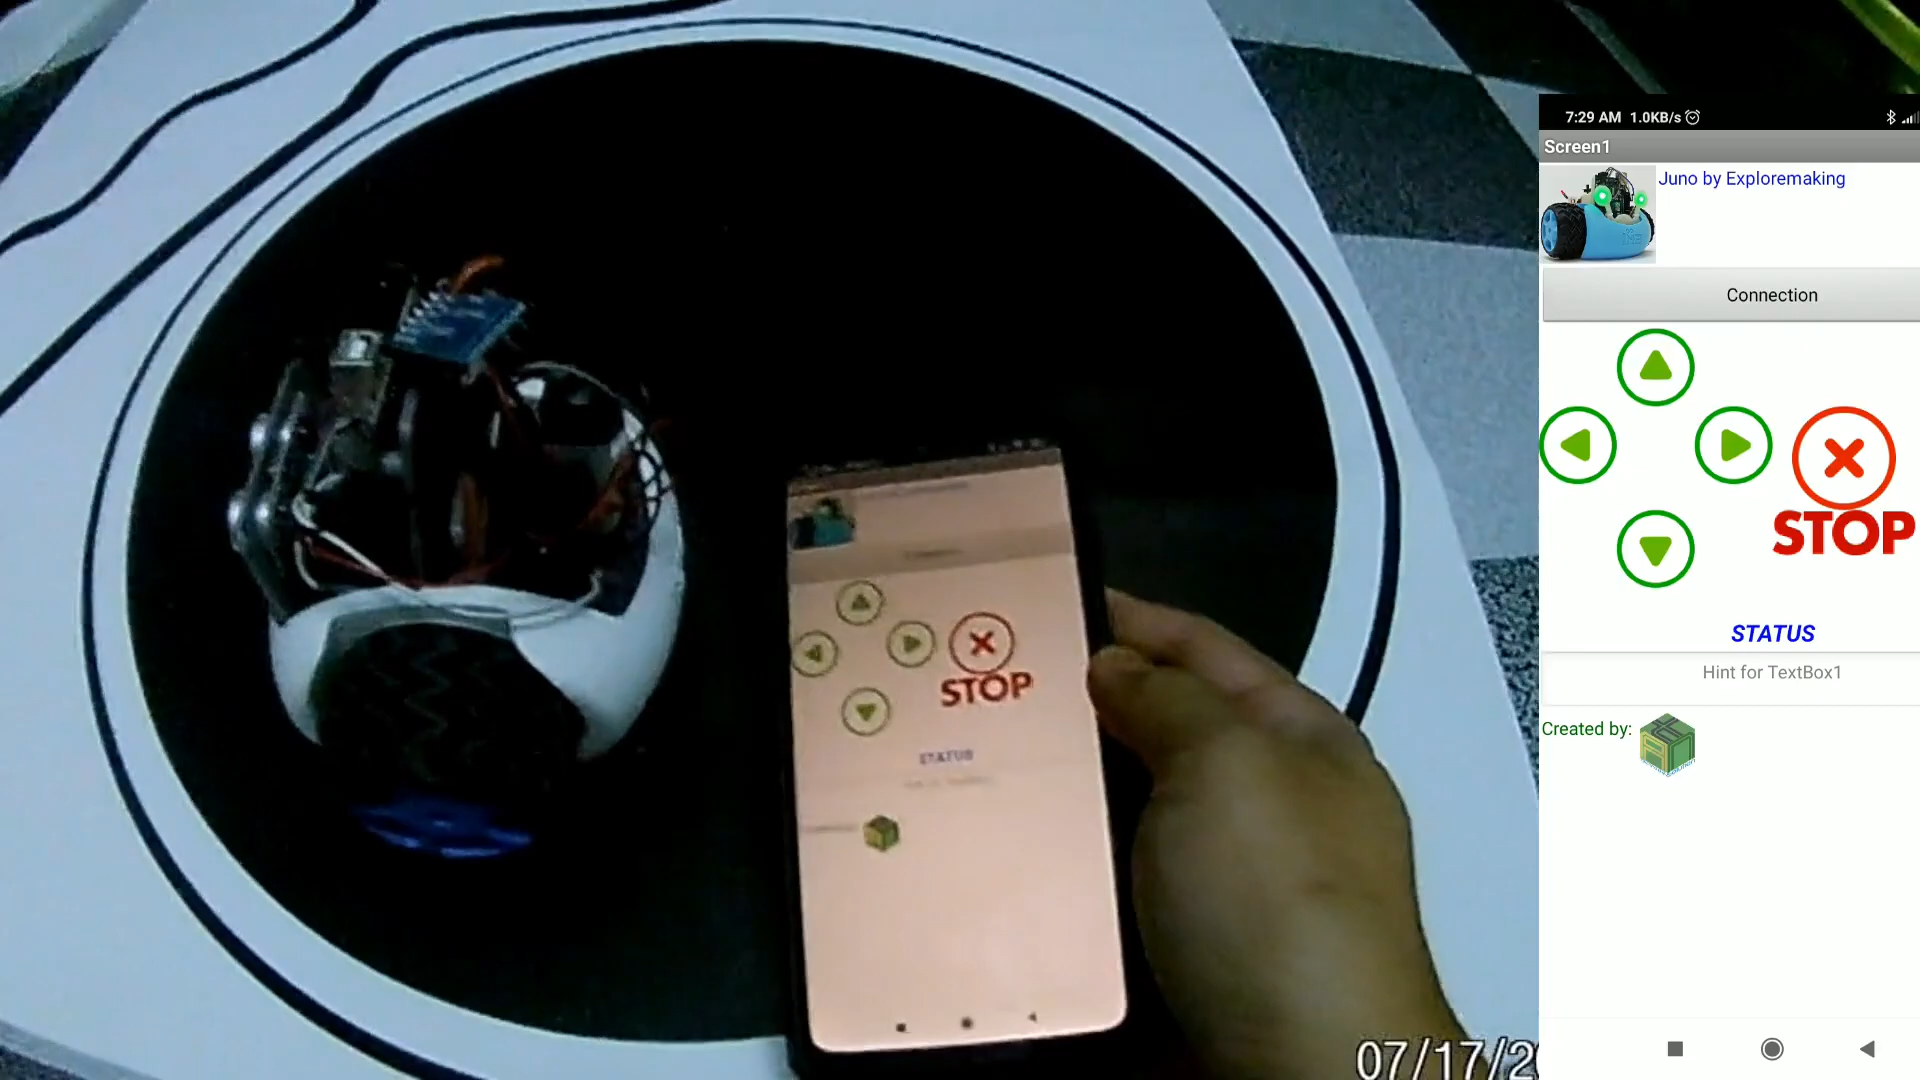 7:29 AM 1.0KB/s
Screen1
Juno by Exploremaking
Connection
STOP
STATUS
Hint for TextBox1
Created by:
STOP
STATUS
07/17/2